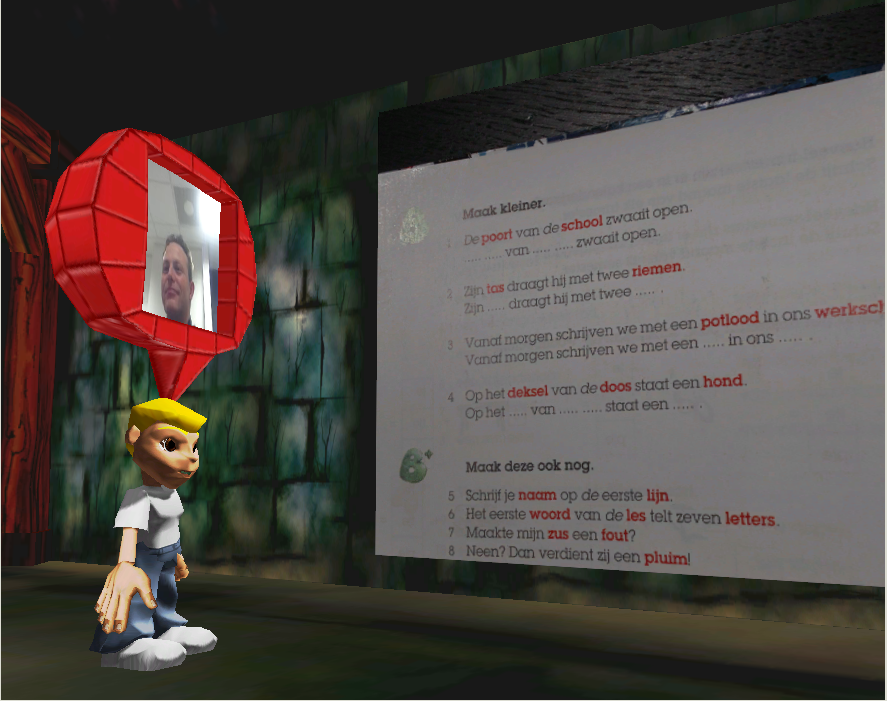 A
Maak kleiner.
1 De poort van de school zwaait open.
..... ..... van ..... ..... zwaait open.
2 Zijn tas draagt hij met twee riemen.
Zijn ..... draagt hij met twee ..... .
3 Vanaf morgen schrijven we met een potlood in ons
Vanaf morgen schrijven we met een ..... in ons ..... .
4 Op het deksel van de doos staat een hond.
Op het ..... van ..... ..... staat een ..... .
B+
Maak deze ook nog.
5 Schrijf je naam op de eerste lijn.
6 Het eerste woord van de les telt zeven letters.
7 Maakte mijn zus een fout?
8 Neen? Dan verdient zij een pluim!